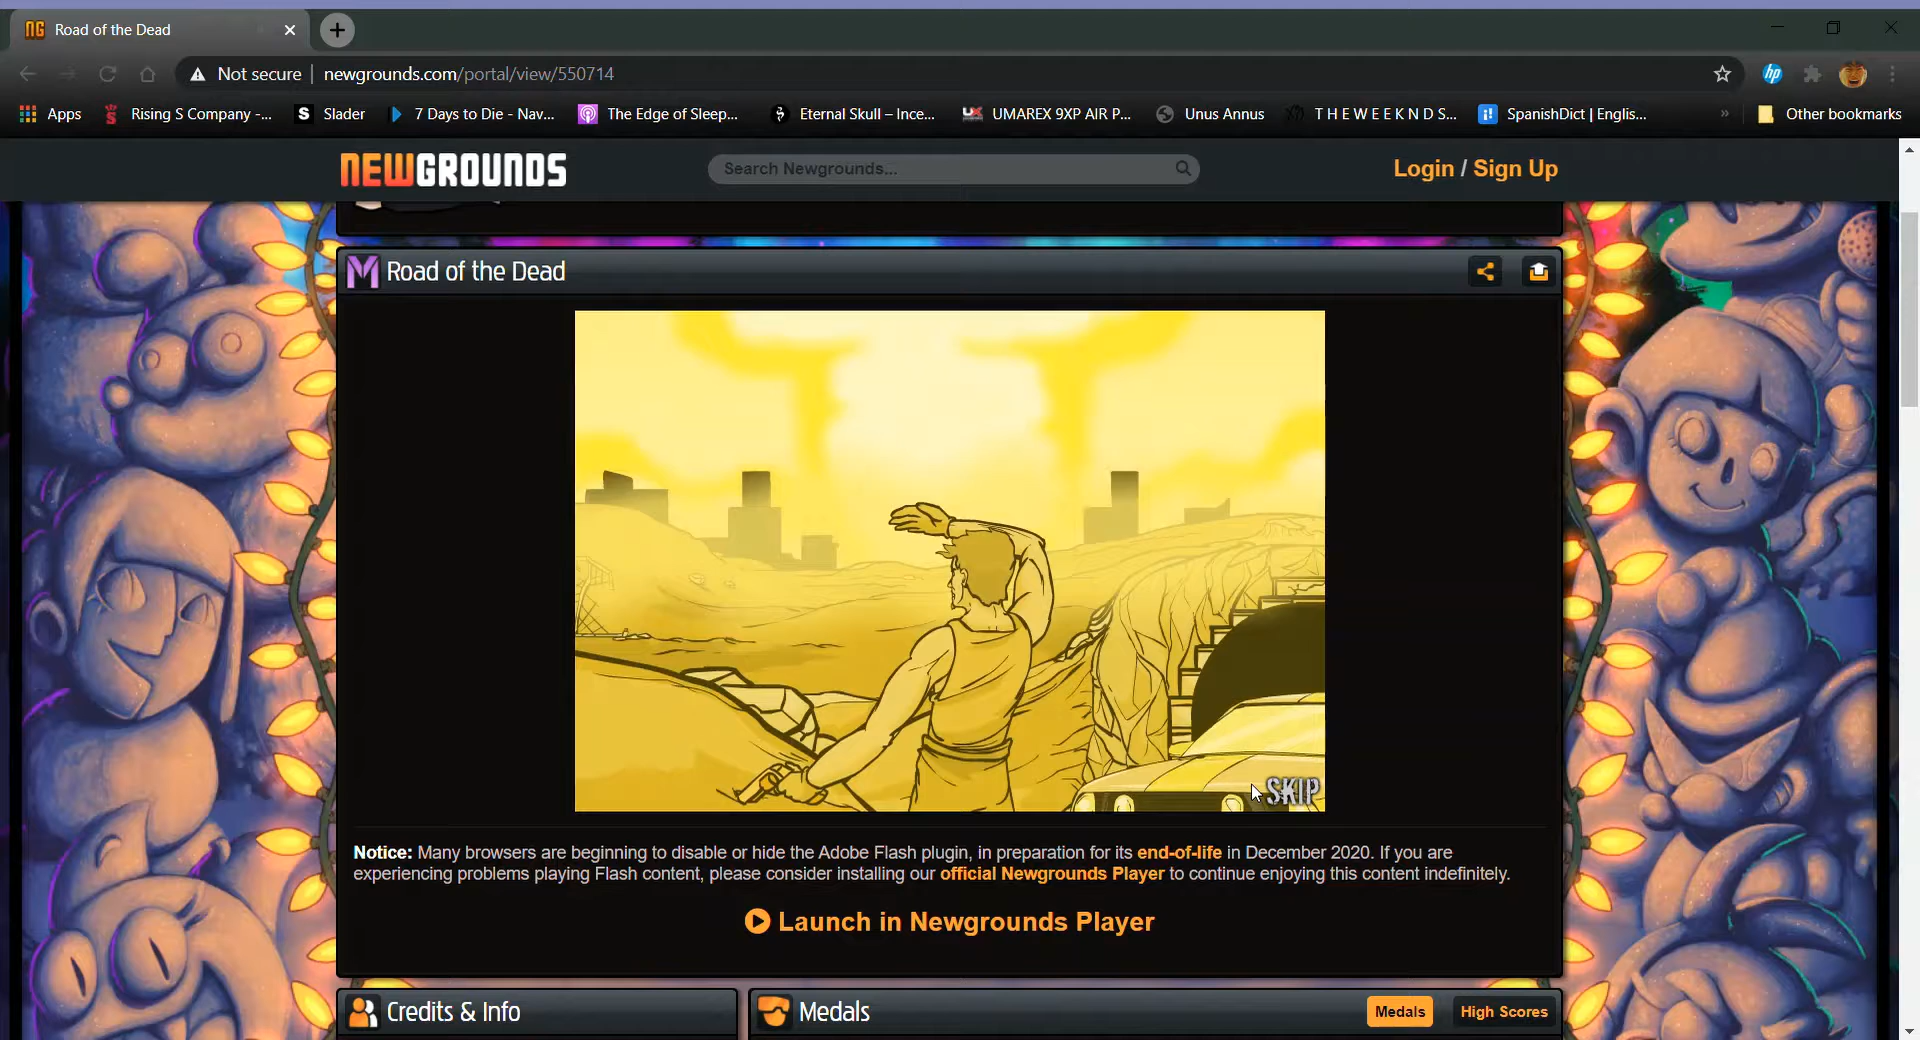 NG Road of the Dead
Not secure newgrounds.com/portal/view/550714
Apps Rising S Company -... Slader 7 Days to Die - Nav... The Edge of Sleep... Eternal Skull – Ince... UMAREX 9XP AIR P... Unus Annus T H E W E E K N D S... SpanishDict | Englis... » Other bookmarks
NEWGROUNDS Search Newgrounds... Login / Sign Up
M Road of the Dead
SKIP
Notice: Many browsers are beginning to disable or hide the Adobe Flash plugin, in preparation for its end-of-life in December 2020. If you are
experiencing problems playing Flash content, please consider installing our official Newgrounds Player to continue enjoying this content indefinitely.
Launch in Newgrounds Player
Credits & Info Medals Medals High Scores